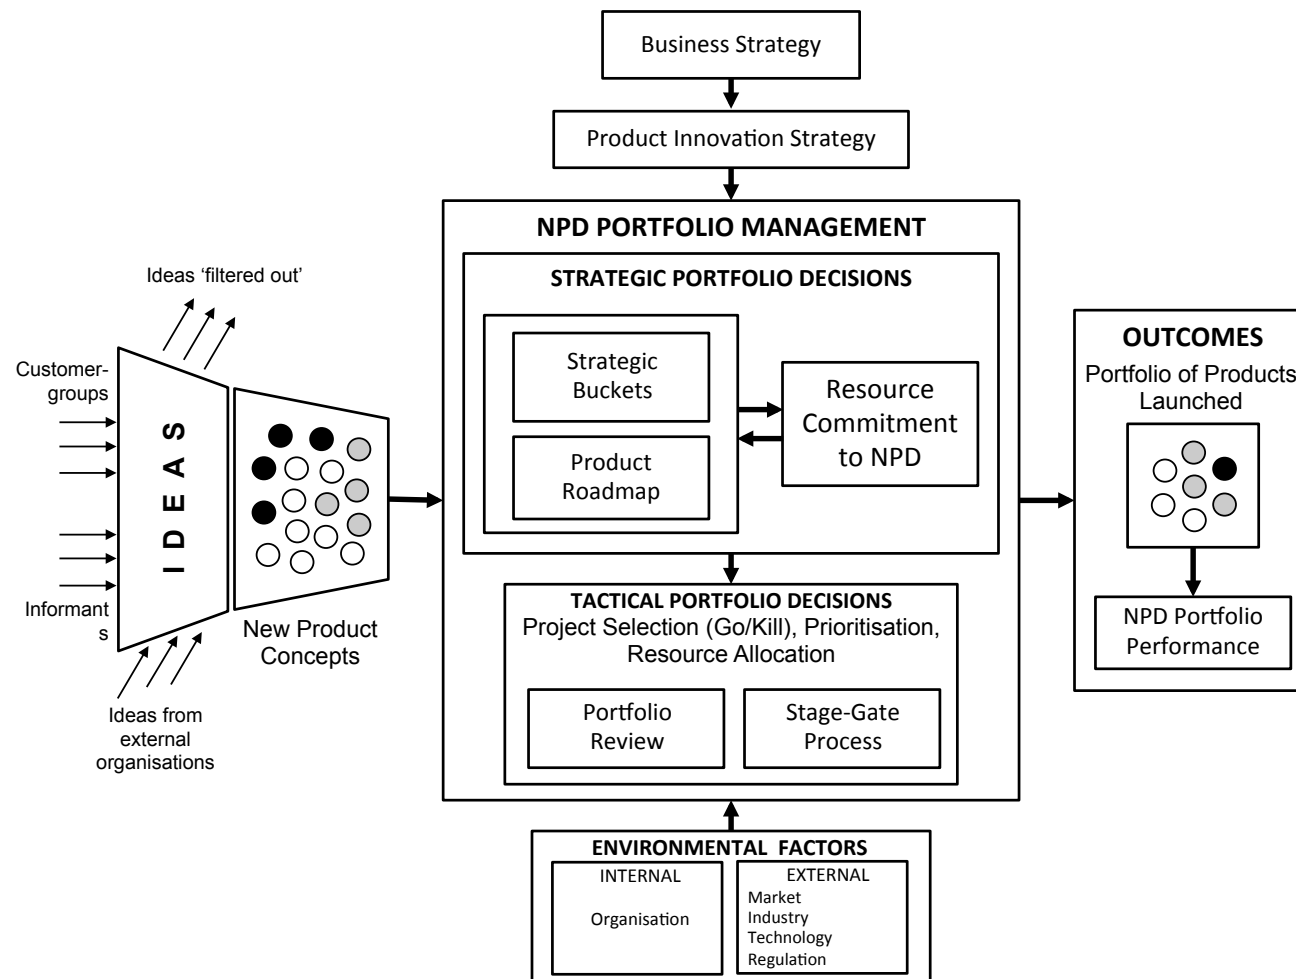 Business Strategy
Product Innovation Strategy
NPD PORTFOLIO MANAGEMENT
STRATEGIC PORTFOLIO DECISIONS
Strategic
Buckets
Product
Roadmap
Resource
Commitment
to NPD
TACTICAL PORTFOLIO DECISIONS
Project Selection (Go/Kill), Prioritisation,
Resource Allocation
Portfolio
Review
Stage-Gate
Process
ENVIRONMENTAL FACTORS
INTERNAL
Organisation
EXTERNAL
Market
Industry
Technology
Regulation
Ideas ‘filtered out’
Customer-
groups
IDEAS
Informant
s
Ideas from
external
organisations
New Product
Concepts
OUTCOMES
Portfolio of Products
Launched
NPD Portfolio
Performance